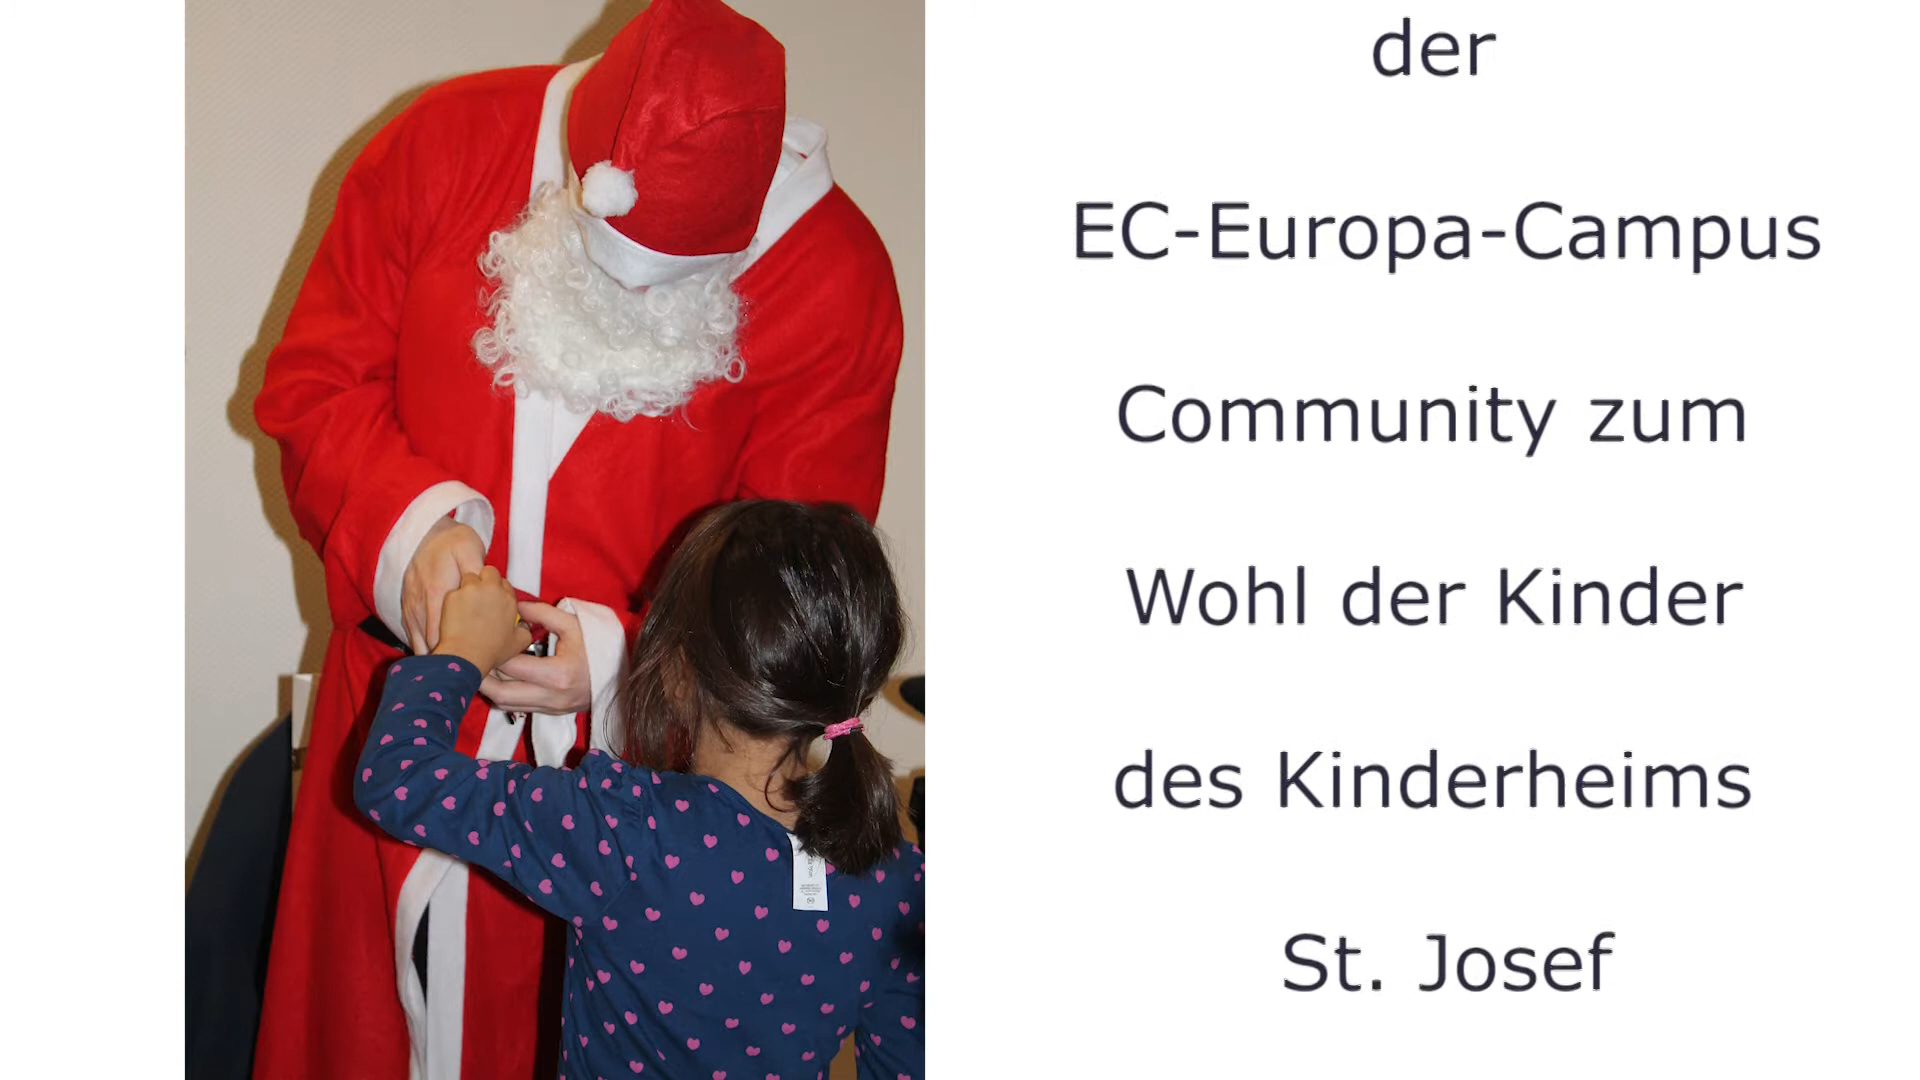 der
EC-Europa-Campus
Community zum
Wohl der Kinder
des Kinderheims
St. Josef